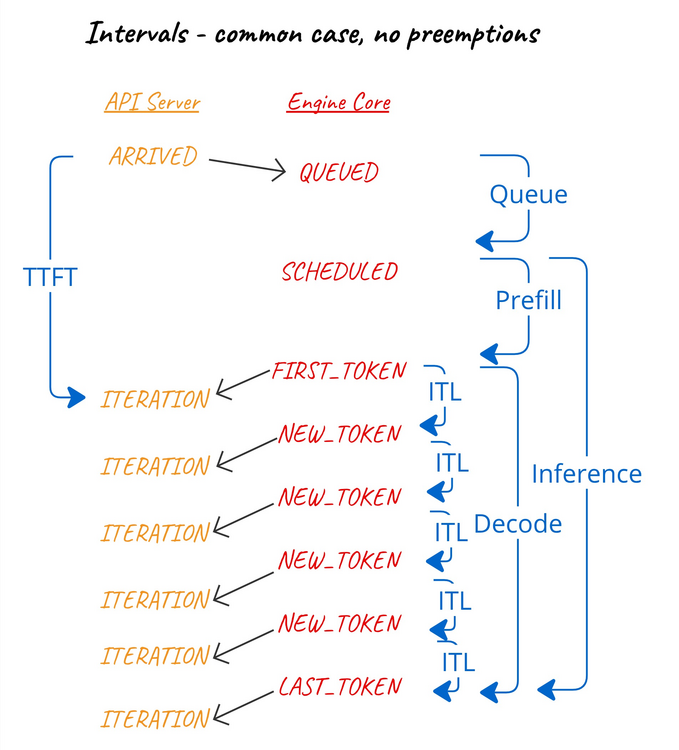 Intervals - common case, no preemptions
API Server Engine Core
ARRIVED QUEUED
Queue
TTFT SCHEDULED
Prefill
FIRST_TOKEN
ITERATION ITL
NEW_TOKEN
ITERATION ITL
Inference
NEW_TOKEN
ITERATION ITL Decode
NEW_TOKEN
ITERATION ITL
NEW_TOKEN
ITERATION ITL
LAST_TOKEN
ITERATION